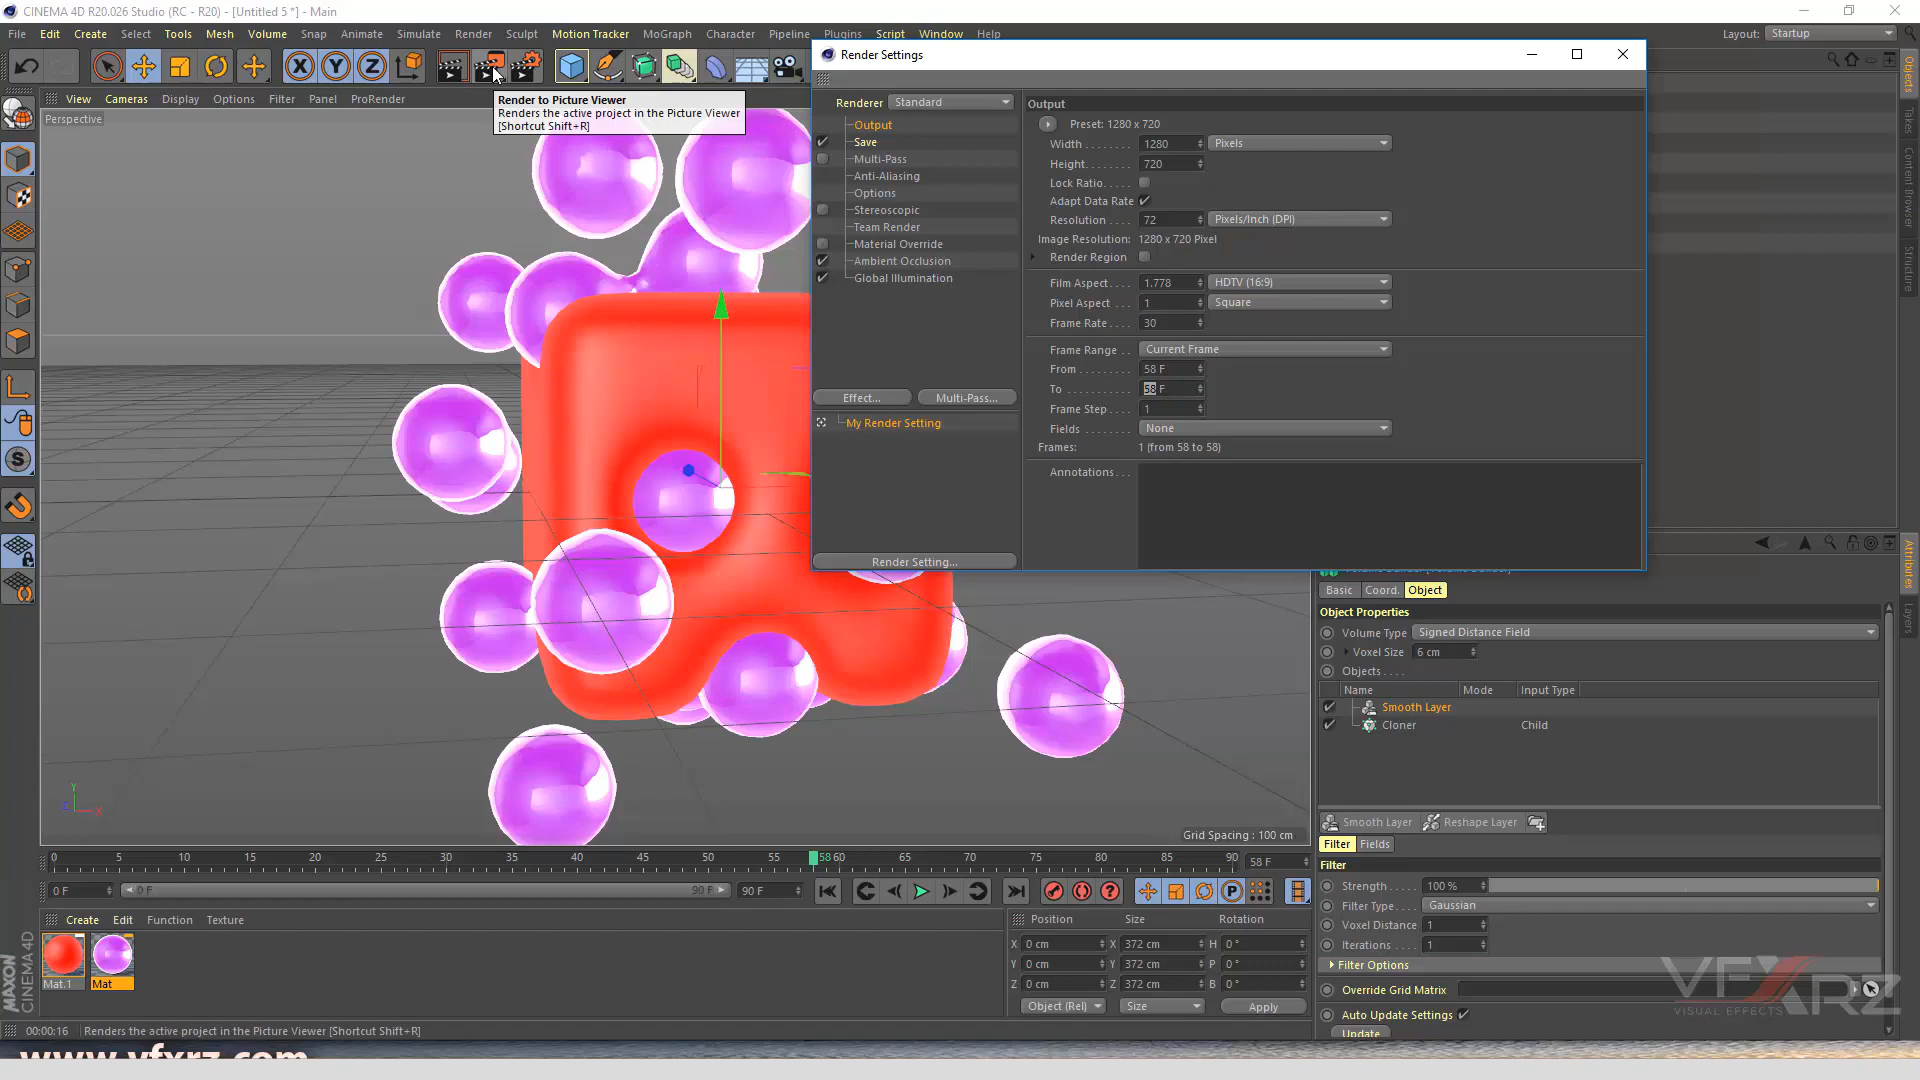 CINEMA 4D R20.026 Studio (RC - R20) - [Untitled 5 *] - Main
File Edit Create Select Tools Mesh Volume Snap Animate Simulate Render Sculpt Motion Tracker MoGraph Character Pipeline Plugins Script Window Help
Layout: Startup
Render Settings
View Cameras Display Options Filter Panel ProRender
Perspective
Render to Picture Viewer
Renders the active project in the Picture Viewer
[Shortcut Shift+R]
Renderer Standard
Output
Save
Multi-Pass
Anti-Aliasing
Options
Stereoscopic
Team Render
Material Override
Ambient Occlusion
Global Illumination
Effect... Multi-Pass...
My Render Setting
Render Setting...
Output
Preset: 1280 x 720
Width 1280 Pixels
Height 720
Lock Ratio
Adapt Data Rate
Resolution 72 Pixels/Inch (DPI)
Image Resolution: 1280 x 720 Pixel
Render Region
Film Aspect 1.778 HDTV (16:9)
Pixel Aspect 1 Square
Frame Rate 30
Frame Range Current Frame
From 58 F
To 58 F
Frame Step 1
Fields None
Frames: 1 (from 58 to 58)
Annotations
Objects
Takes
Content Browser
Structure
Attributes
Layers
Basic Coord. Object
Object Properties
Volume Type Signed Distance Field
Voxel Size 6 cm
Objects
Name Mode Input Type
Smooth Layer
Cloner Child
Smooth Layer Reshape Layer
Filter Fields
Filter
Strength 100 %
Filter Type Gaussian
Voxel Distance 1
Iterations 1
Filter Options
Override Grid Matrix
Auto Update Settings
Update
Y
Z X
Grid Spacing : 100 cm
0 5 10 15 20 25 30 35 40 45 50 55 58 60 65 70 75 80 85 90 58 F
0 F 0 F 90 F 90 F
Create Edit Function Texture
Mat.1 Mat
Position Size Rotation
X 0 cm X 372 cm H 0 °
Y 0 cm Y 372 cm P 0 °
Z 0 cm Z 372 cm B 0 °
Object (Rel) Size Apply
MAXON
CINEMA 4D
00:00:16 Renders the active project in the Picture Viewer [Shortcut Shift+R]
VFXRZ
VISUAL EFFECTS
www.vfxrz.com